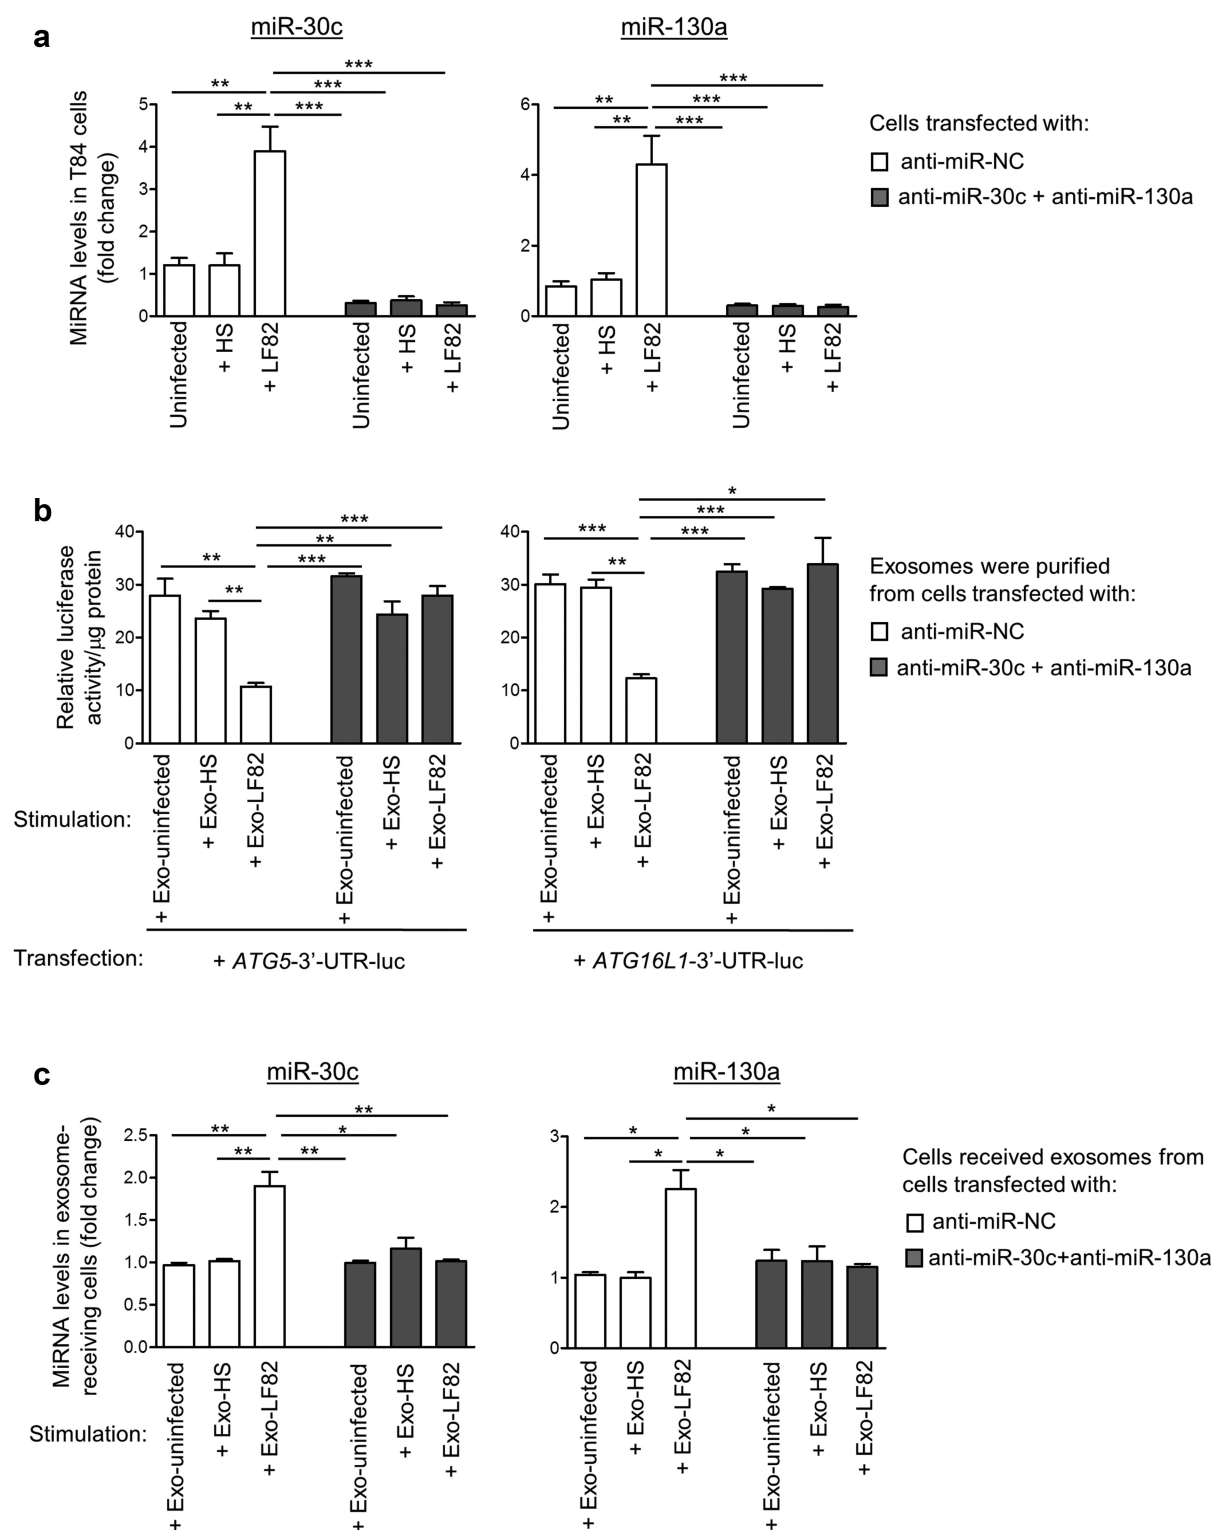 a
miR-30c
miR-130a
MiRNA levels in T84 cells
(fold change)
***
** ***
** ***
5
4
3
2
1
0
Uninfected
+ HS
+ LF82
Uninfected
+ HS
+ LF82
***
** ***
** ***
6
4
2
0
Uninfected
+ HS
+ LF82
Uninfected
+ HS
+ LF82
Cells transfected with:
anti-miR-NC
anti-miR-30c + anti-miR-130a
b
Relative luciferase
activity/µg protein
***
**
** ***
**
40
30
20
10
0
+ Exo-uninfected
+ Exo-HS
+ Exo-LF82
+ Exo-uninfected
+ Exo-HS
+ Exo-LF82
*
***
*** ***
**
40
30
20
10
0
+ Exo-uninfected
+ Exo-HS
+ Exo-LF82
+ Exo-uninfected
+ Exo-HS
+ Exo-LF82
Exosomes were purified
from cells transfected with:
anti-miR-NC
anti-miR-30c + anti-miR-130a
Stimulation:
Transfection:
+ ATG5-3’-UTR-luc
+ ATG16L1-3’-UTR-luc
c
miR-30c
miR-130a
MiRNA levels in exosome-
receiving cells (fold change)
**
** *
** **
2.5
2.0
1.5
1.0
0.5
0.0
+ Exo-uninfected
+ Exo-HS
+ Exo-LF82
+ Exo-uninfected
+ Exo-HS
+ Exo-LF82
*
* *
* *
3
2
1
0
+ Exo-uninfected
+ Exo-HS
+ Exo-LF82
+ Exo-uninfected
+ Exo-HS
+ Exo-LF82
Cells received exosomes from
cells transfected with:
anti-miR-NC
anti-miR-30c+anti-miR-130a
Stimulation: